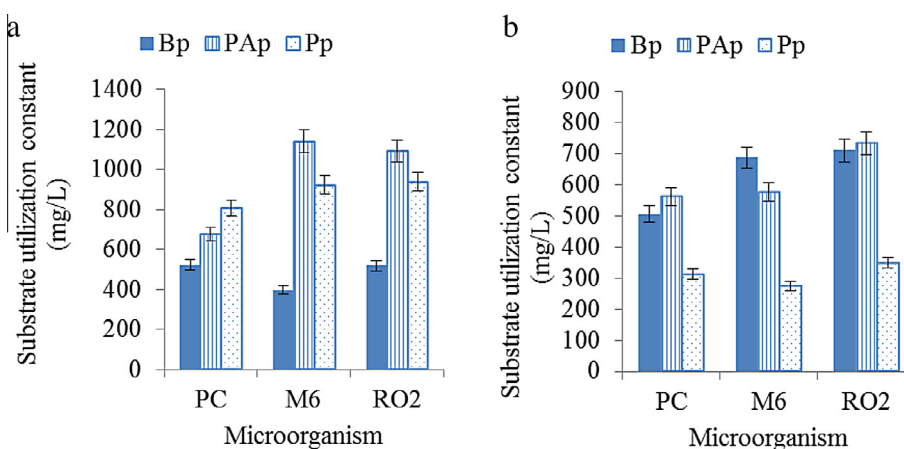 a
Bp PAp Pp
Substrate utilization constant
(mg/L)
1400
1200
1000
800
600
400
200
0
PC M6 RO2
Microorganism
b
Bp PAp Pp
Substrate utilization constant
(mg/L)
900
800
700
600
500
400
300
200
100
0
PC M6 RO2
Microorganism